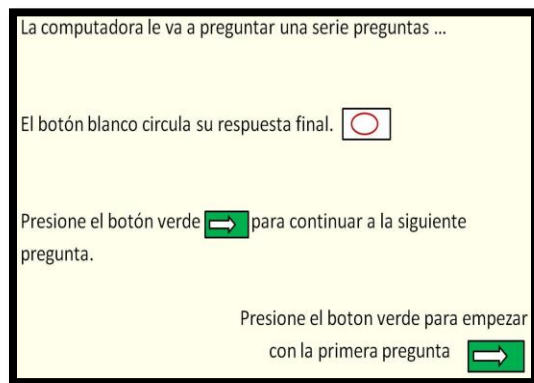 La computadora le va a preguntar una serie preguntas ...
El botón blanco circula su respuesta final.
Presione el botón verde para continuar a la siguiente
pregunta.
Presione el boton verde para empezar
con la primera pregunta